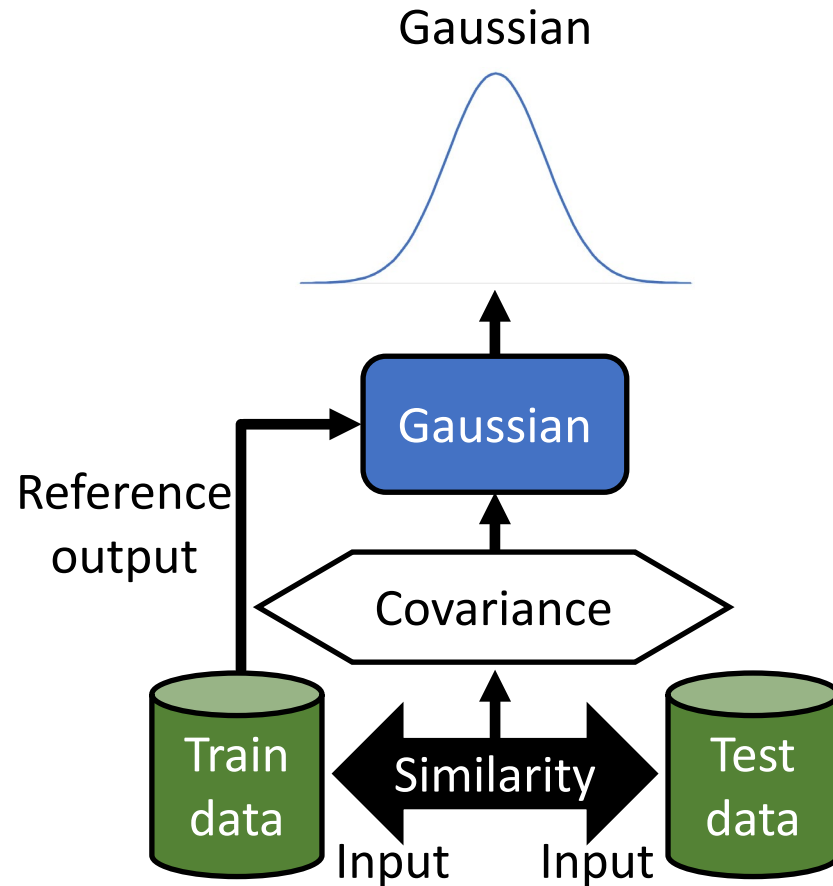 Gaussian
Gaussian
Reference
output
Covariance
Train
data
Similarity
Test
data
Input
Input